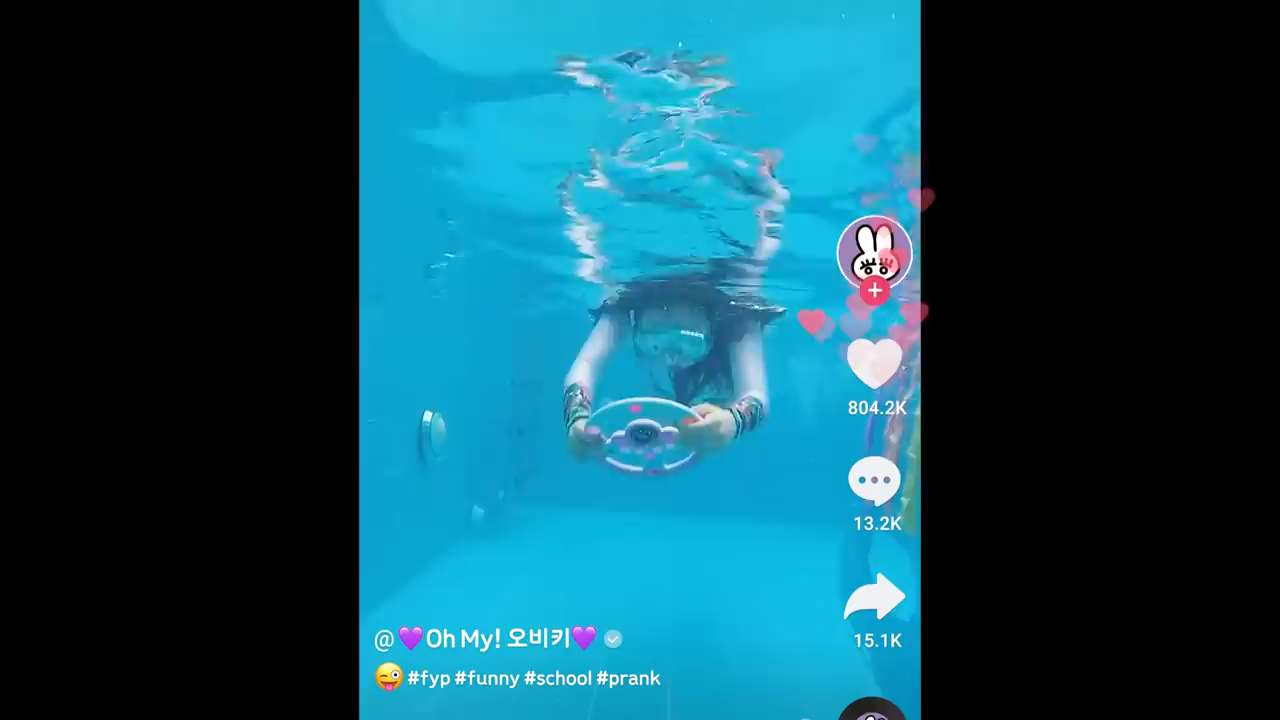 804.2K
13.2K
15.1K
@💜Oh My! 오비키💜
😜 #fyp #funny #school #prank